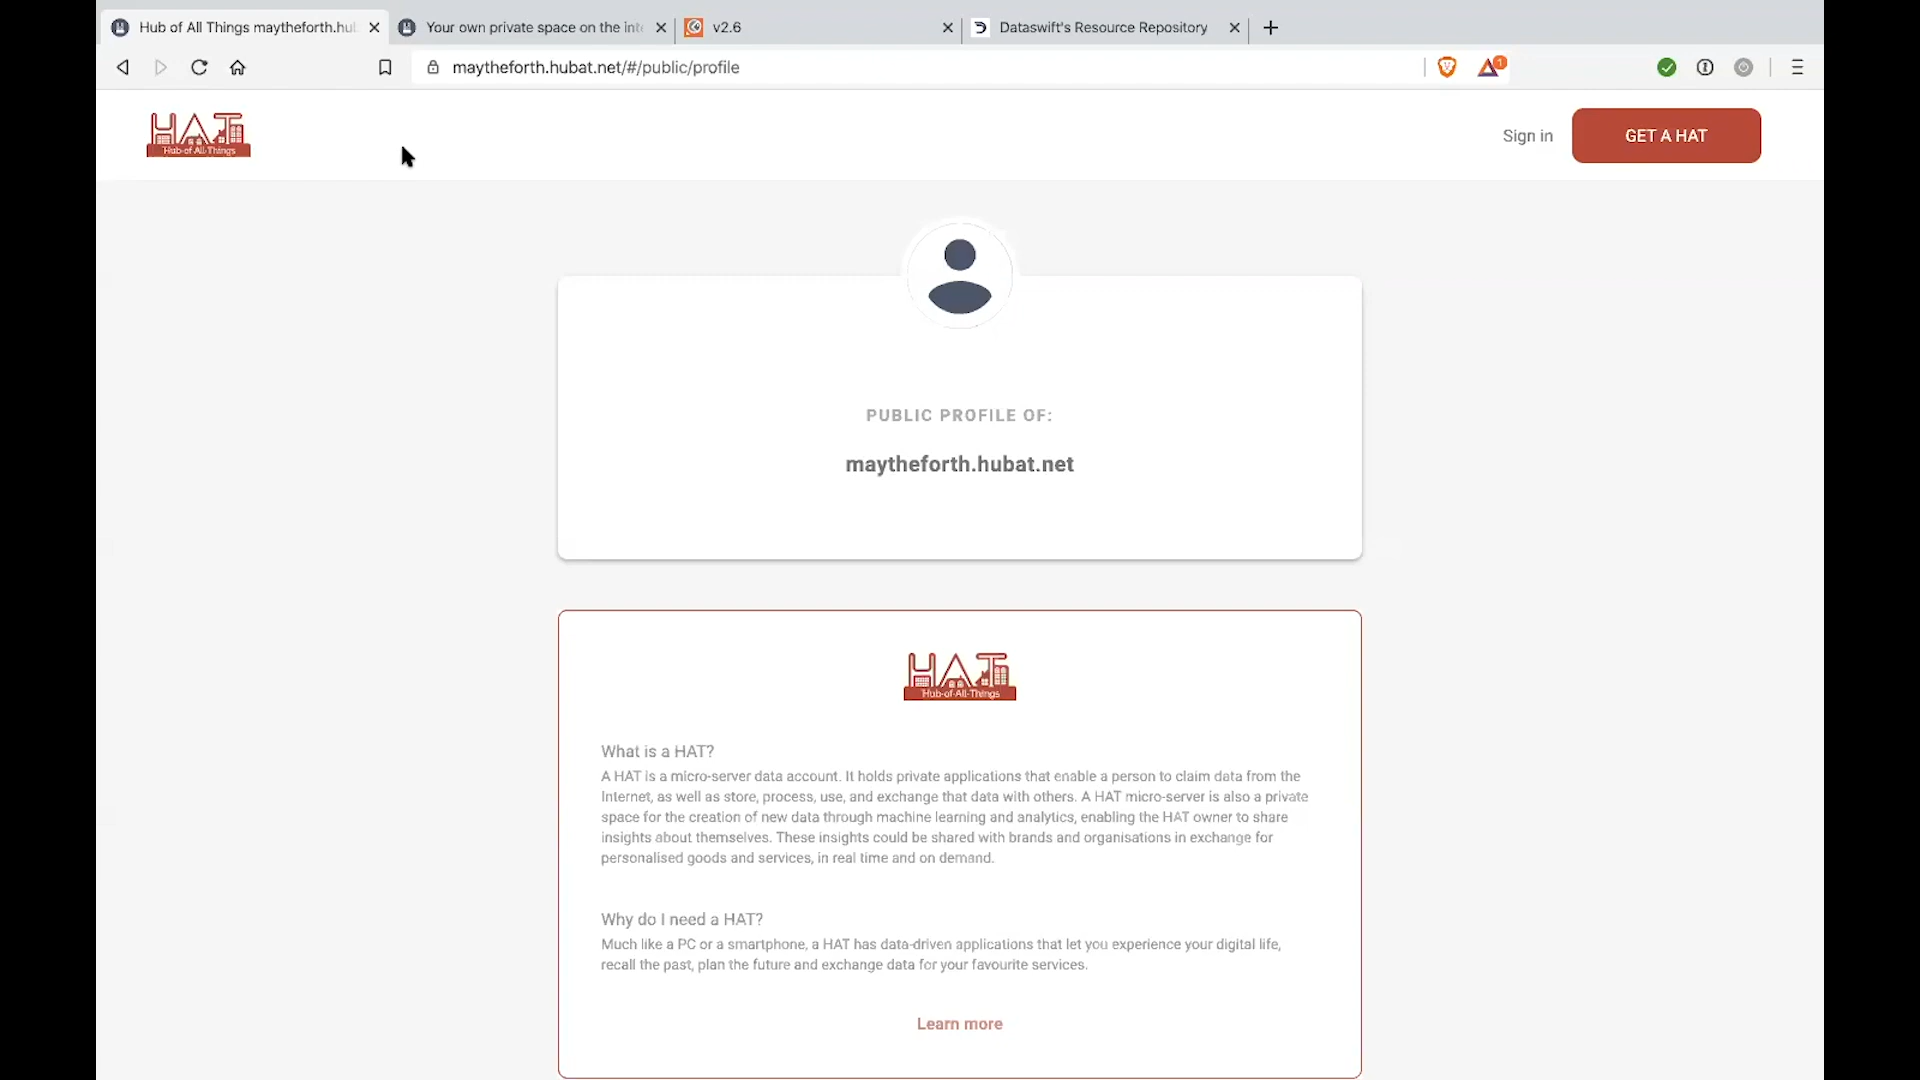 Hub of All Things maytheforth.hub
Your own private space on the inte
v2.6
Dataswift's Resource Repository
maytheforth.hubat.net/#/public/profile
1
HAT
Hub-of-All-Things
Sign in
GET A HAT
PUBLIC PROFILE OF:
maytheforth.hubat.net
HAT
Hub-of-All-Things
What is a HAT?
A HAT is a micro-server data account. It holds private applications that enable a person to claim data from the
Internet, as well as store, process, use, and exchange that data with others. A HAT micro-server is also a private
space for the creation of new data through machine learning and analytics, enabling the HAT owner to share
insights about themselves. These insights could be shared with brands and organisations in exchange for
personalised goods and services, in real time and on demand.
Why do I need a HAT?
Much like a PC or a smartphone, a HAT has data-driven applications that let you experience your digital life,
recall the past, plan the future and exchange data for your favourite services.
Learn more